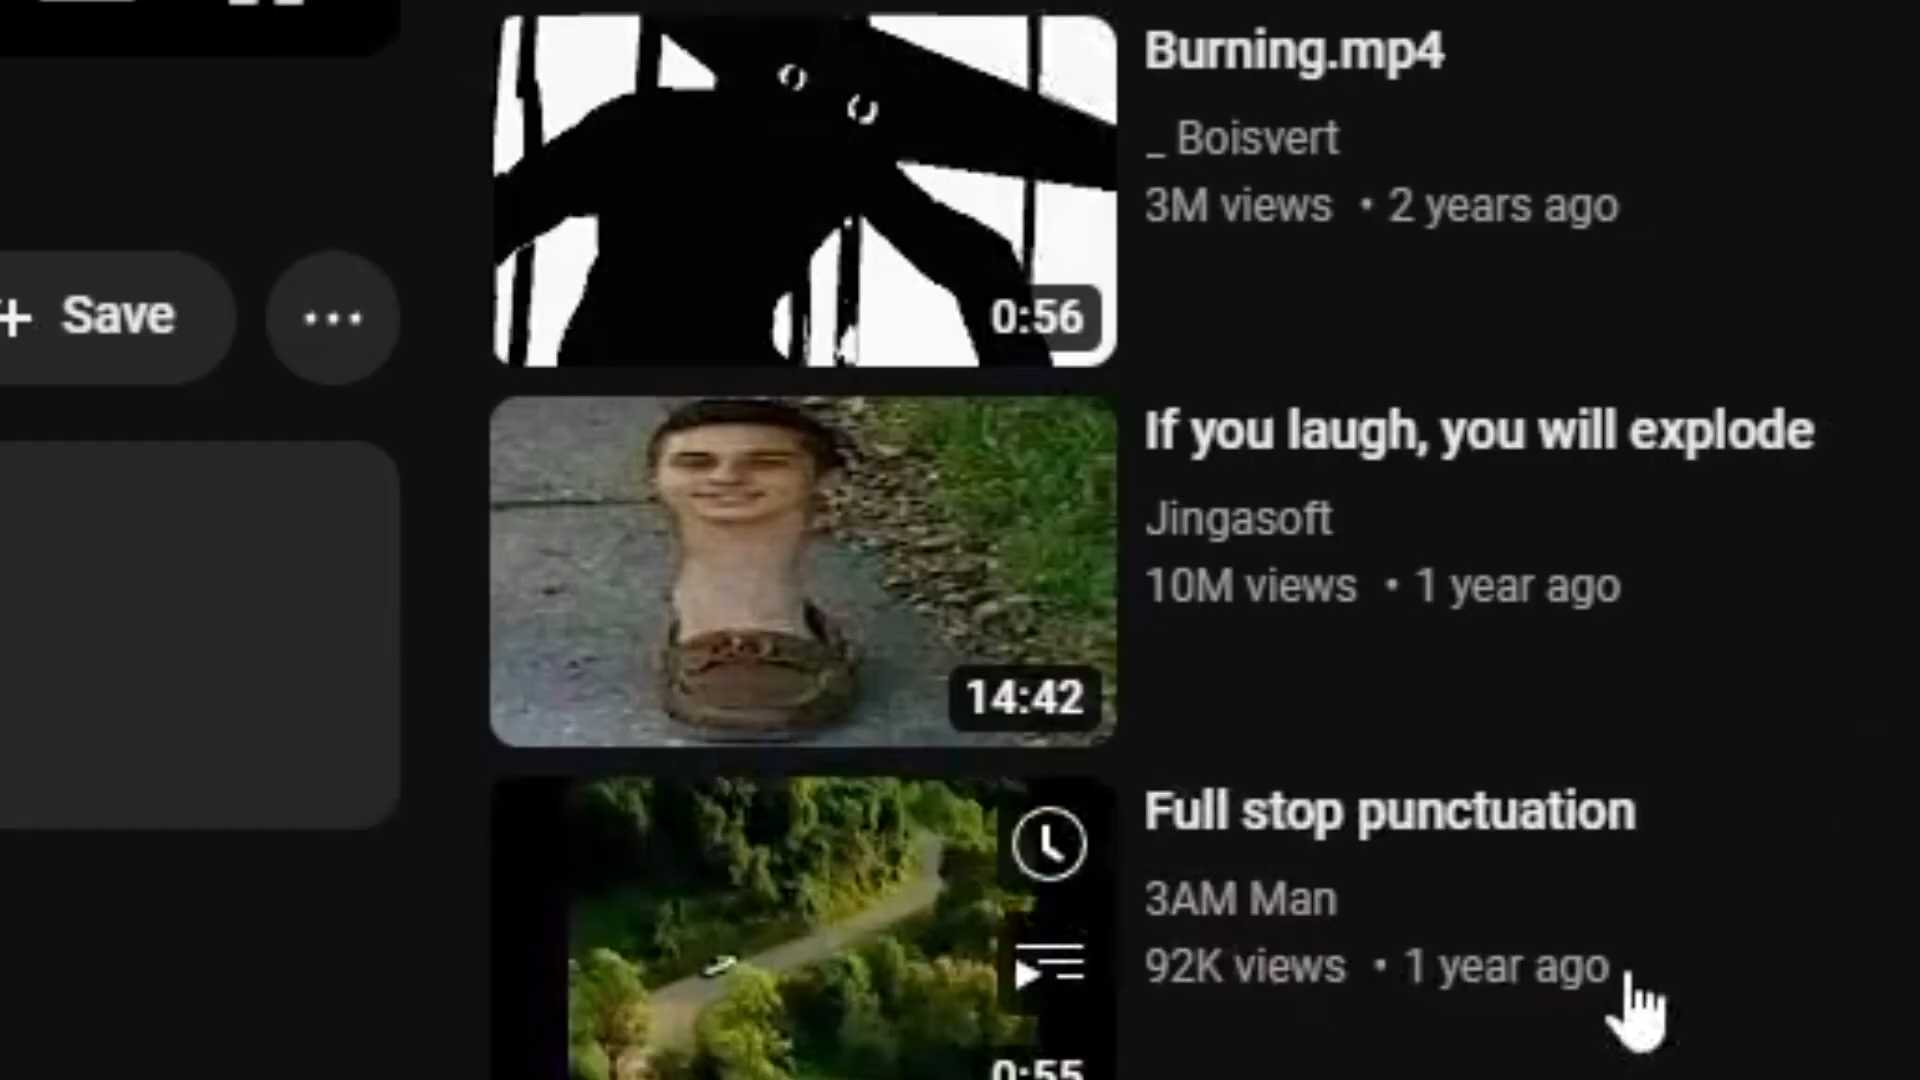 Burning.mp4
_ Boisvert
3M views • 2 years ago
0:56
+ Save
If you laugh, you will explode
Jingasoft
10M views • 1 year ago
14:42
Full stop punctuation
3AM Man
92K views • 1 year ago
0:55